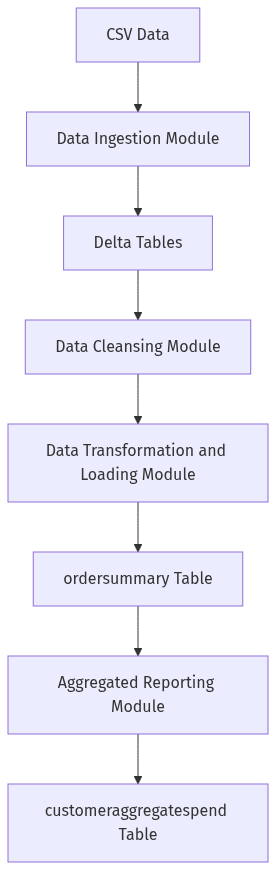 CSV Data
Data Ingestion Module
Delta Tables
Data Cleansing Module
Data Transformation and
Loading Module
ordersummary Table
Aggregated Reporting
Module
customeraggregatespend
Table